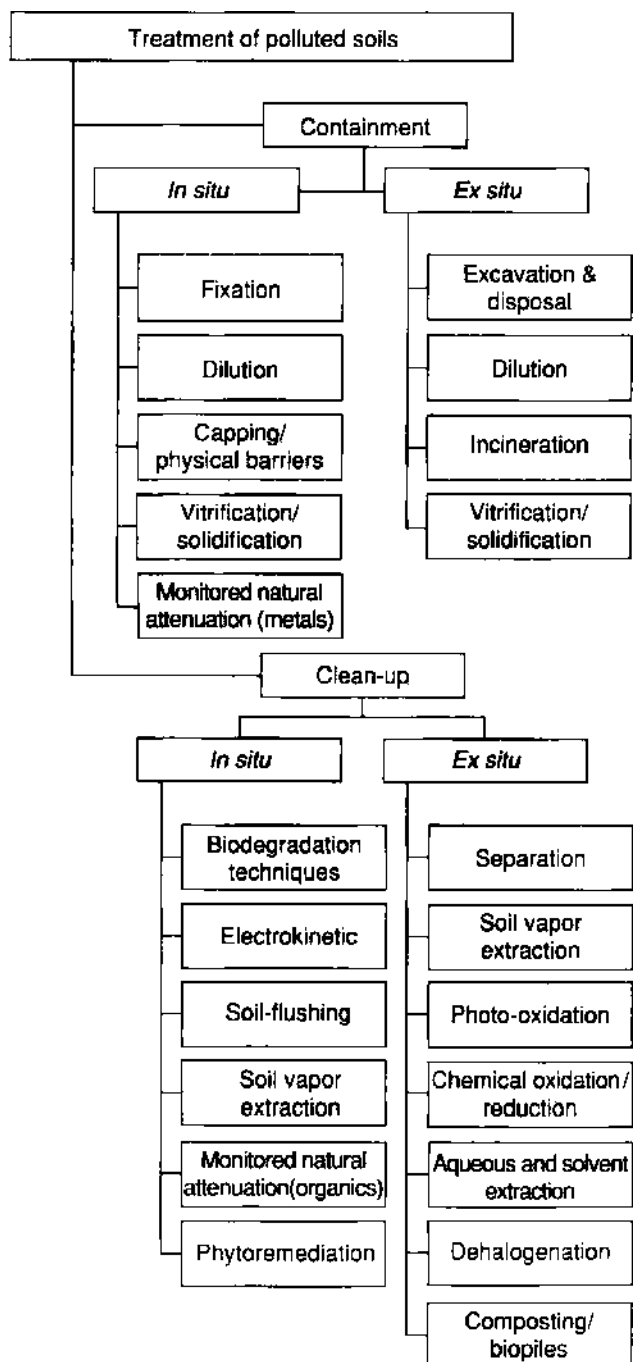 Treatment of polluted soils
Containment
In situ
Fixation
Dilution
Capping/
physical barriers
Vitrification/
solidification
Monitored natural
attenuation (metals)
Ex situ
Excavation &
disposal
Dilution
Incineration
Vitrification/
solidification
Clean-up
In situ
Biodegradation
techniques
Electrokinetic
Soil-flushing
Soil vapor
extraction
Monitored natural
attenuation(organics)
Phytoremediation
Ex situ
Separation
Soil vapor
extraction
Photo-oxidation
Chemical oxidation/
reduction
Aqueous and solvent
extraction
Dehalogenation
Composting/
biopiles